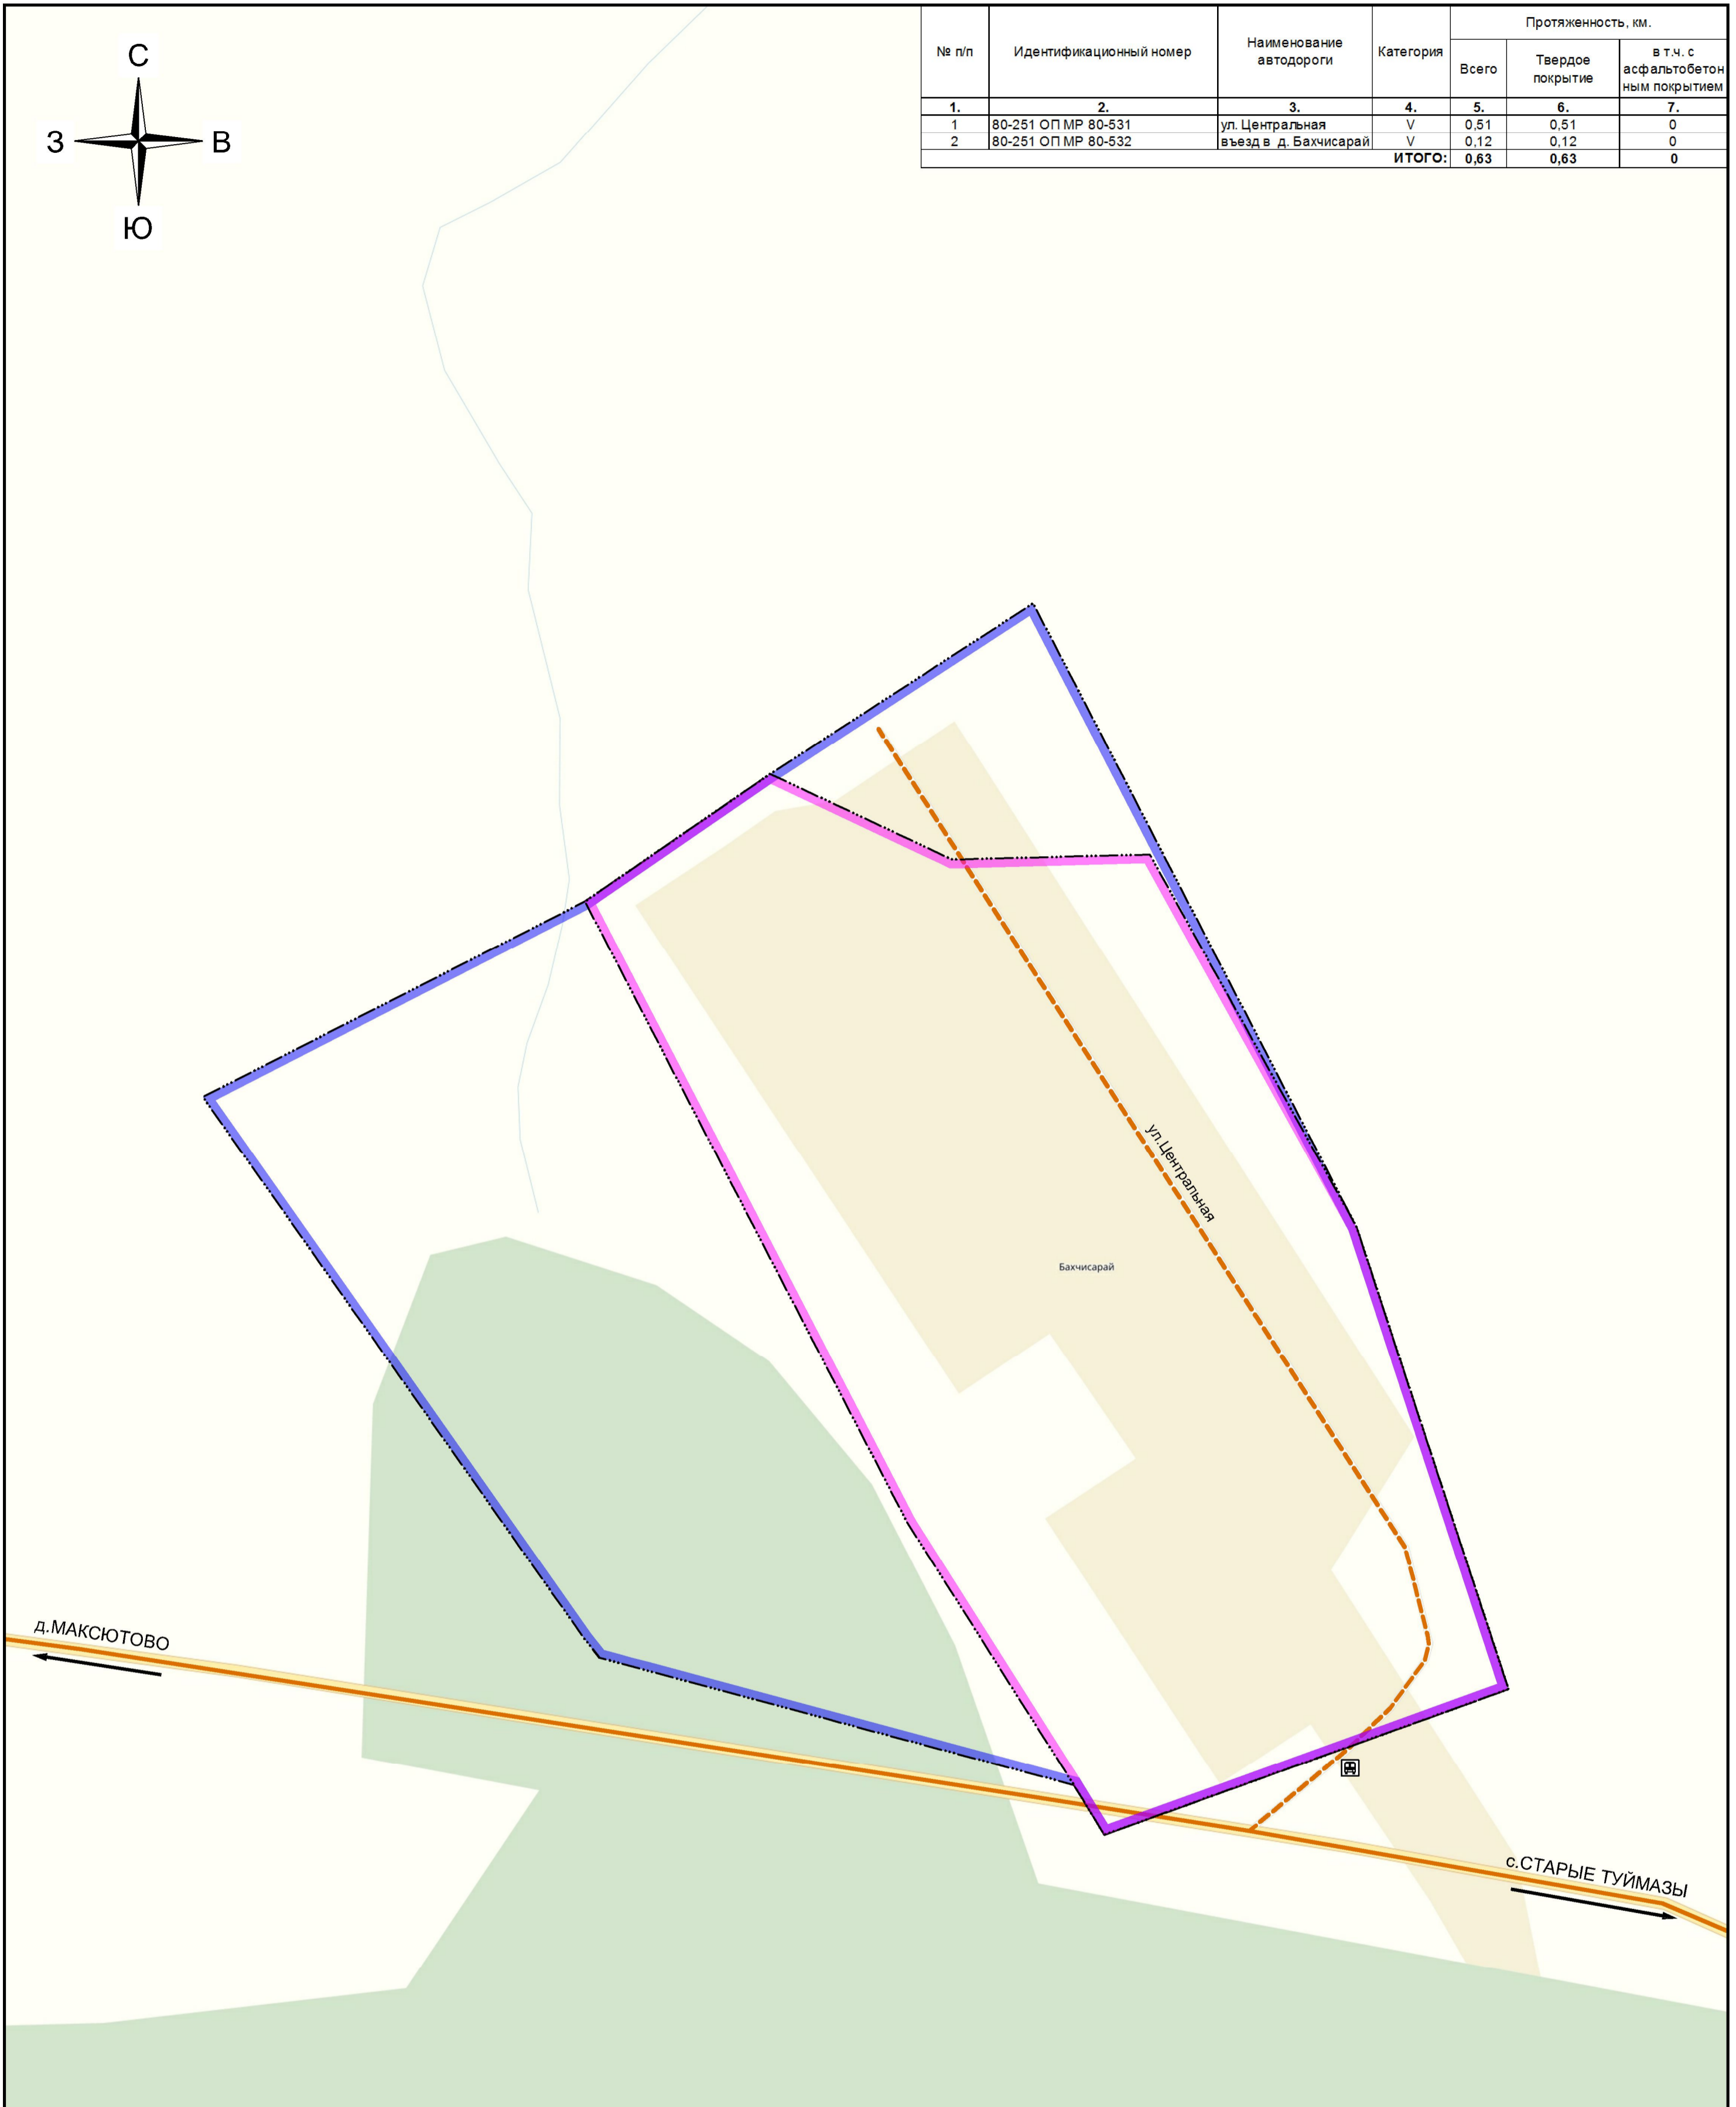 С
З
В
Ю
№ п/п
Идентификационный номер
Наименование
автодороги
Категория
Протяженность, км.
Всего
Твердое
покрытие
в т.ч. с
асфальтобетон
ным покрытием
1. 2. 3. 4. 5. 6. 7.
1 80-251 ОП МР 80-531 ул. Центральная V 0,51 0,51 0
2 80-251 ОП МР 80-532 въезд в д. Бахчисарай V 0,12 0,12 0
ИТОГО: 0,63 0,63 0
ул.Центральная
Бахчисарай
д.МАКСЮТОВО
с.СТАРЫЕ ТУЙМАЗЫ